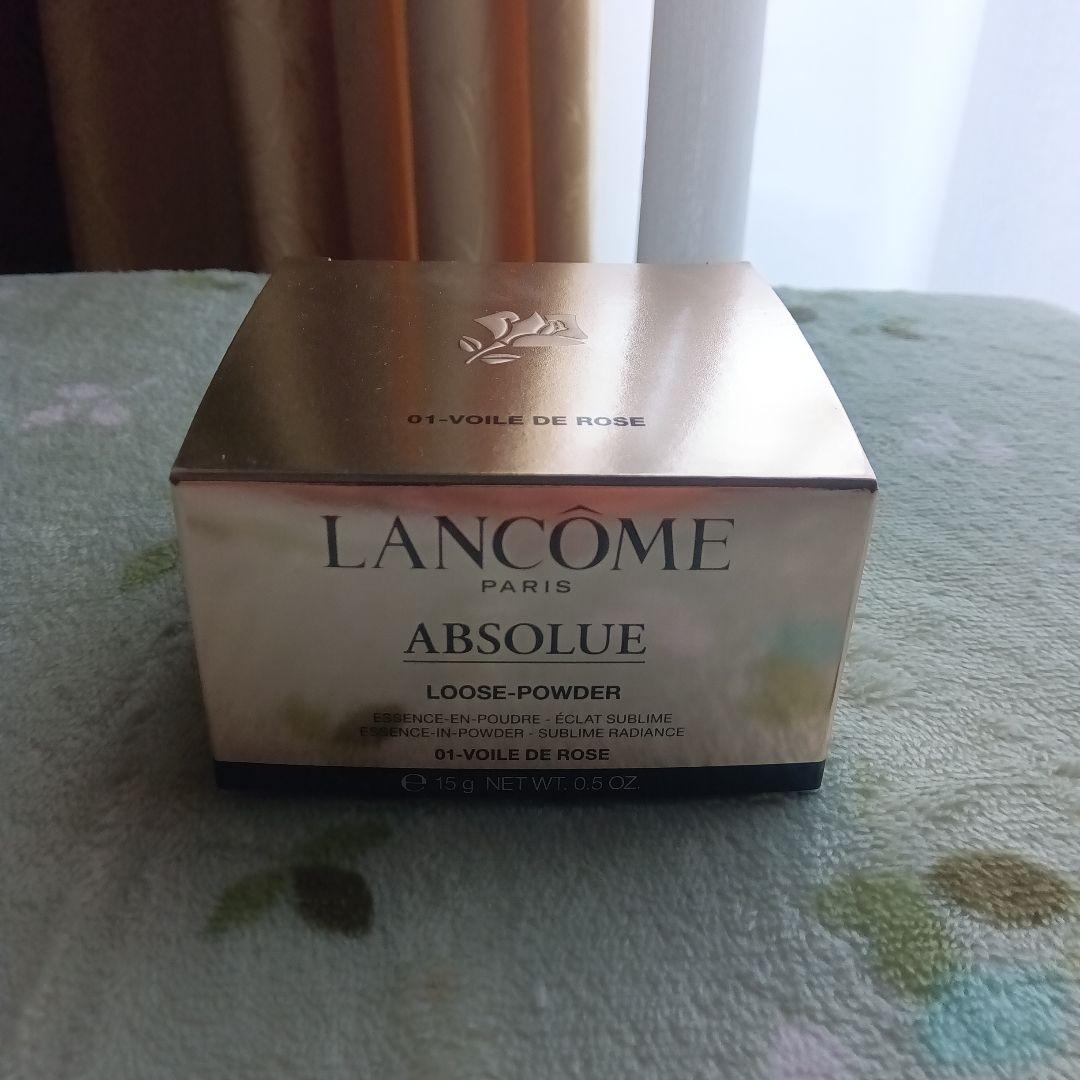 01-VOILE DE ROSE
LANCÔME
PARIS
ABSOLUE
LOOSE-POWDER
ESSENCE-EN-POUDRE - ÉCLAT SUBLIME
ESSENCE-IN-POWDER - SUBLIME RADIANCE
01-VOILE DE ROSE
℮ 15 g NET WT. 0.5 OZ.